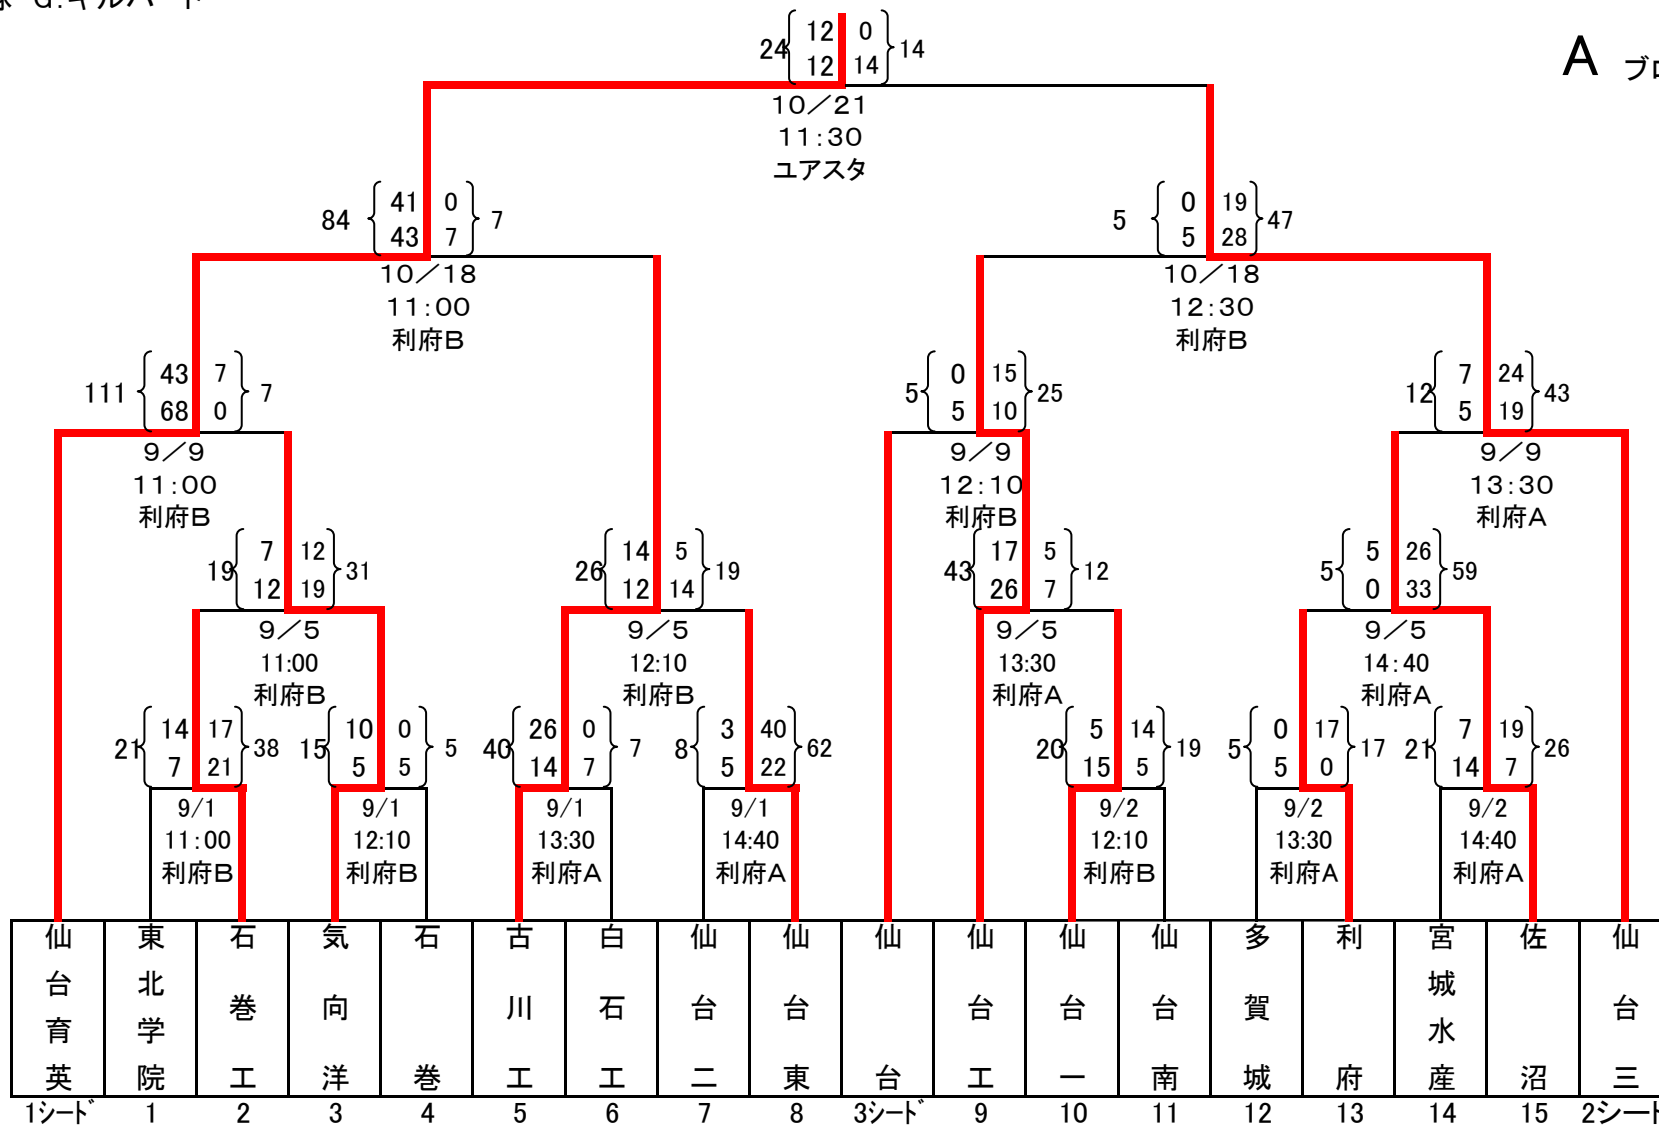 G.ギルバート
A ブロ
24 12 0 14
12 14
10／21
11:30
ユアスタ
84 41 0 7
43 7
10／18
11:00
利府B
5 0 19 47
5 28
10／18
12:30
利府B
111 43 7 7
68 0
9／9
11:00
利府B
5 0 15 25
5 10
9／9
12:10
利府B
12 7 24 43
5 19
9／9
13:30
利府A
19 7 12 31
12 19
9／5
11:00
利府B
26 14 5 19
12 14
9／5
12:10
利府B
43 17 5 12
26 7
9／5
13:30
利府A
5 5 26 59
0 33
9／5
14:40
利府A
21 14 17 38
7 21
9/1
11:00
利府B
15 10 0 5
5 5
9/1
12:10
利府B
40 26 0 7
14 7
9/1
13:30
利府A
8 3 40 62
5 22
9/1
14:40
利府A
20 5 14 19
15 5
9/2
12:10
利府B
5 0 17 17
5 0
9/2
13:30
利府A
21 7 19 26
14 7
9/2
14:40
利府A
仙台育英
東北学院
石巻工
気向洋
石巻
古川工
白石工
仙台二
仙台東
仙台
仙台工
仙台一
仙台南
多賀城
利府
宮城水産
佐沼
仙台三
1シード 1 2 3 4 5 6 7 8 3シード 9 10 11 12 13 14 15 2シード